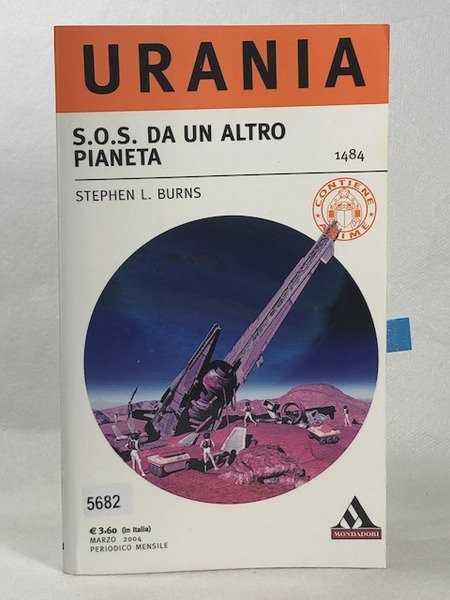 URANIA
S.O.S. DA UN ALTRO
PIANETA
1484
STEPHEN L. BURNS
CONTIENE
ANIME
5682
€ 3.60 (in Italia)
MARZO 2004
PERIODICO MENSILE
MONDADORI